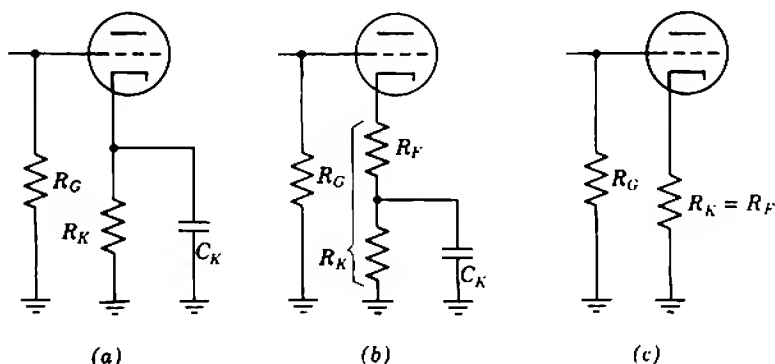 R_G
R_K
C_K
(a)
R_G
R_F
R_K
C_K
(b)
R_G
R_K = R_F
(c)